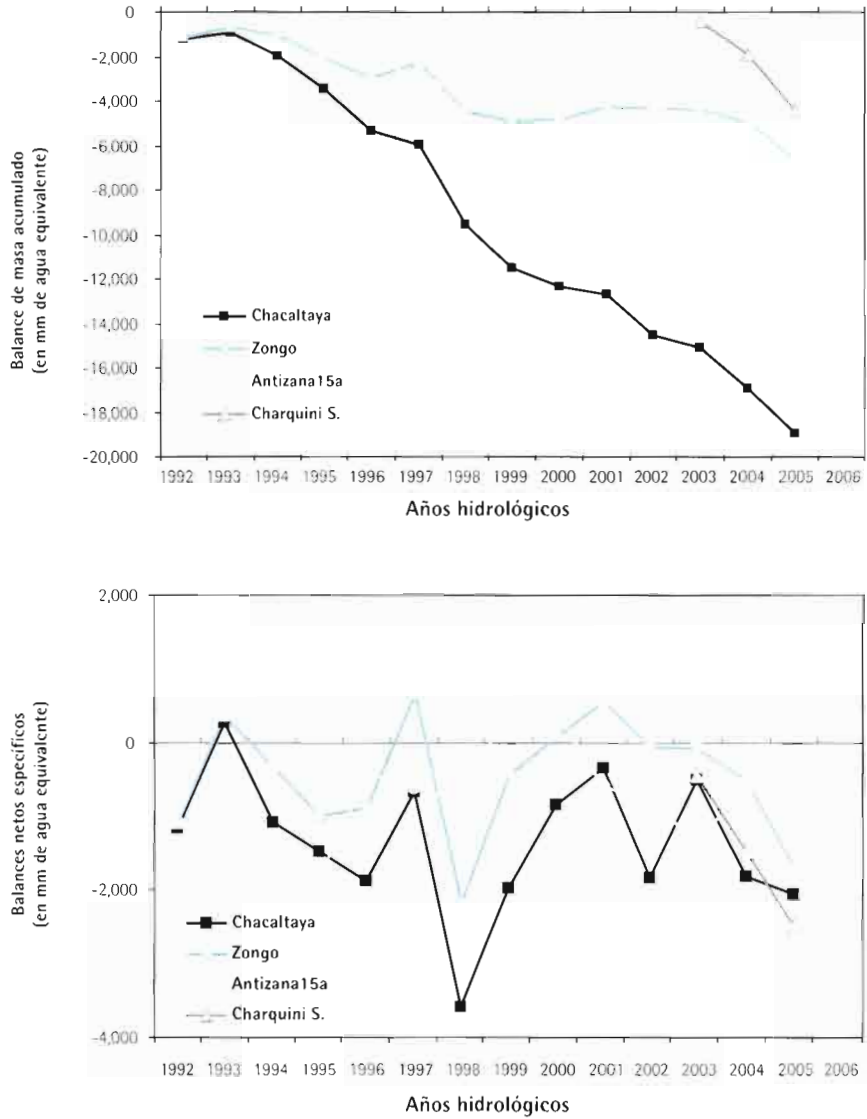 0
-2,000
-4,000
-6,000
-8,000
-10,000
-12,000
-14,000
-16,000
-18,000
-20,000
Balance de masa acumulado
(en mm de agua equivalente)
Chacaltaya
Zongo
Antizana15a
Charquini S.
1992 1993 1994 1995 1996 1997 1998 1999 2000 2001 2002 2003 2004 2005 2006
Años hidrológicos
2,000
0
-2,000
-4,000
Balances netos específicos
(en mm de agua equivalente)
Chacaltaya
Zongo
Antizana15a
Charquini S.
1992 1993 1994 1995 1996 1997 1998 1999 2000 2001 2002 2003 2004 2005 2006
Años hidrológicos